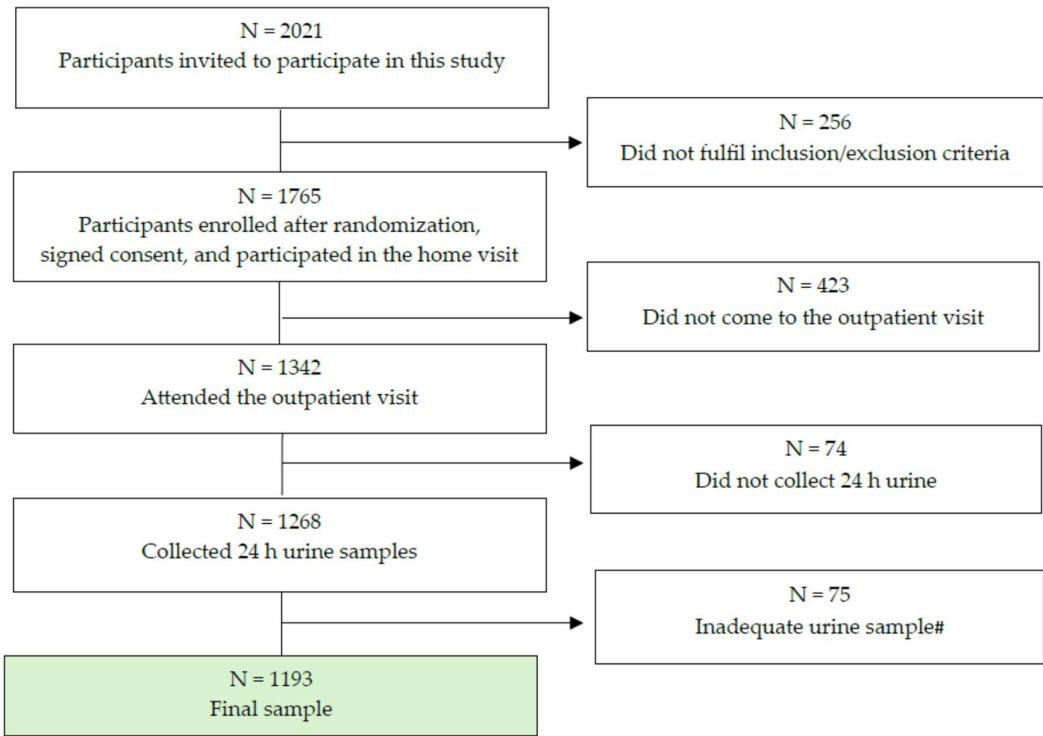 N = 2021
Participants invited to participate in this study
N = 256
Did not fulfil inclusion/exclusion criteria
N = 1765
Participants enrolled after randomization,
signed consent, and participated in the home visit
N = 423
Did not come to the outpatient visit
N = 1342
Attended the outpatient visit
N = 74
Did not collect 24 h urine
N = 1268
Collected 24 h urine samples
N = 75
Inadequate urine sample#
N = 1193
Final sample